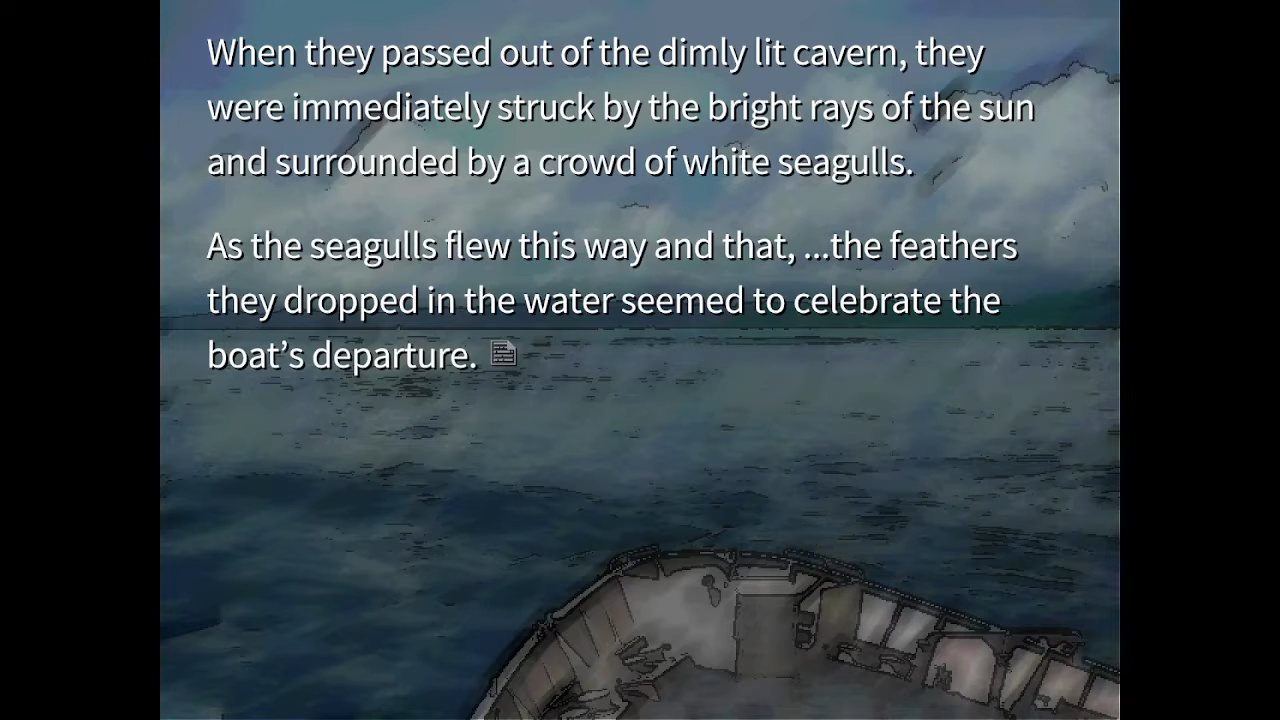 When they passed out of the dimly lit cavern, they
were immediately struck by the bright rays of the sun
and surrounded by a crowd of white seagulls.
As the seagulls flew this way and that, ...the feathers
they dropped in the water seemed to celebrate the
boat’s departure.